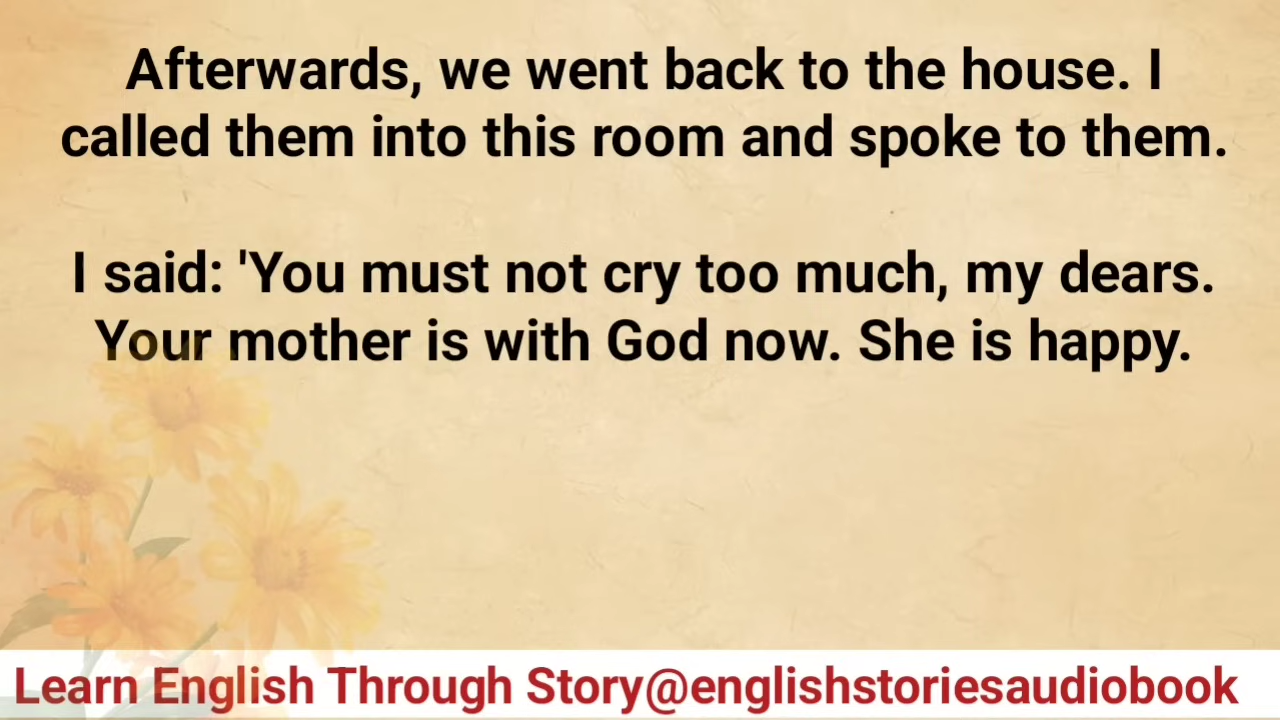 Afterwards, we went back to the house. I
called them into this room and spoke to them.
I said: 'You must not cry too much, my dears.
Your mother is with God now. She is happy.
Learn English Through Story@englishstoriesaudiobook